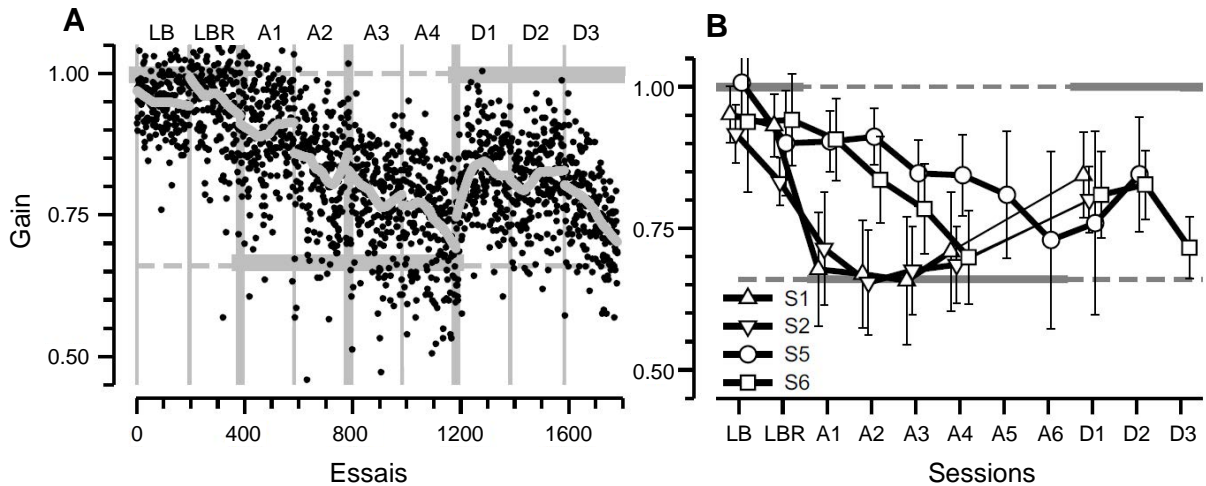 A
LB LBR A1 A2 A3 A4 D1 D2 D3
1.00
0.75
0.50
Gain
0 400 800 1200 1600
Essais
B
1.00
0.75
0.50
S1
S2
S5
S6
LB LBR A1 A2 A3 A4 A5 A6 D1 D2 D3
Sessions